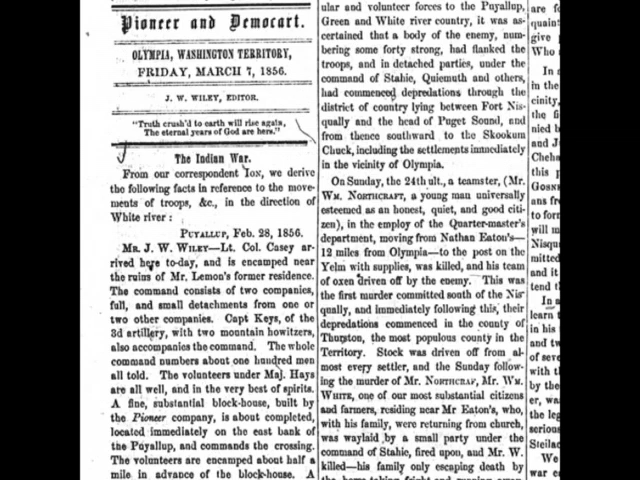 Pioneer and Democrat.
OLYMPIA, WASHINGTON TERRITORY,
FRIDAY, MARCH 7, 1856.
J. W. WILEY, EDITOR.
"Truth crush'd to earth will rise again,
The eternal years of God are hers."
The Indian War.
From our correspondent Iox, we derive
the following facts in reference to the move-
ments of troops, &c., in the direction of
White river:
PUYALLUP, Feb. 28, 1856.
MR. J. W. WILEY—Lt. Col. Casey ar-
rived here to-day, and is encamped near
the ruins of Mr. Lemon's former residence.
The command consists of two companies,
full, and small detachments from one or
two other companies. Capt Keys, of the
3d artillery, with two mountain howitzers,
also accompanies the command. The whole
command numbers about one hundred men
all told. The volunteers under Maj. Hays
are all well, and in the very best of spirits.
A fine, substantial block-house, built by
the Pioneer company, is about completed,
located immediately on the east bank of
the Puyallup, and commands the crossing.
The volunteers are encamped about half a
mile in advance of the block-house. A
ular and volunteer forces to the Puyallup,
Green and White river country, it was as-
certained that a body of the enemy, num-
bering some forty strong, had flanked the
troops, and in detached parties, under the
command of Stahie, Quiemuth and others,
had commenced depredations through the
district of country lying between Fort Nis-
qually and the head of Puget Sound, and
from thence southward to the Skookum
Chuck, including the settlements immediately
in the vicinity of Olympia.
On Sunday, the 24th ult., a teamster, (Mr.
WM. NORTHCRAFT, a young man universally
esteemed as an honest, quiet, and good citi-
zen), in the employ of the Quarter-master's
department, moving from Nathan Eaton's—
12 miles from Olympia—to the post on the
Yelm with supplies, was killed, and his team
of oxen driven off by the enemy. This was
the first murder committed south of the Nis-
qually, and immediately following this, their
depredations commenced in the county of
Thurston, the most populous county in the
Territory. Stock was driven off from al-
most every settler, and the Sunday follow-
ing the murder of Mr. NORTHCRAF, Mr. WM.
WHITE, one of our most substantial citizens
and farmers, residing near Mr Eaton's, who,
with his family, were returning from church,
was waylaid by a small party under the
command of Stahie, fired upon, and Mr. W.
killed—his family only escaping death by